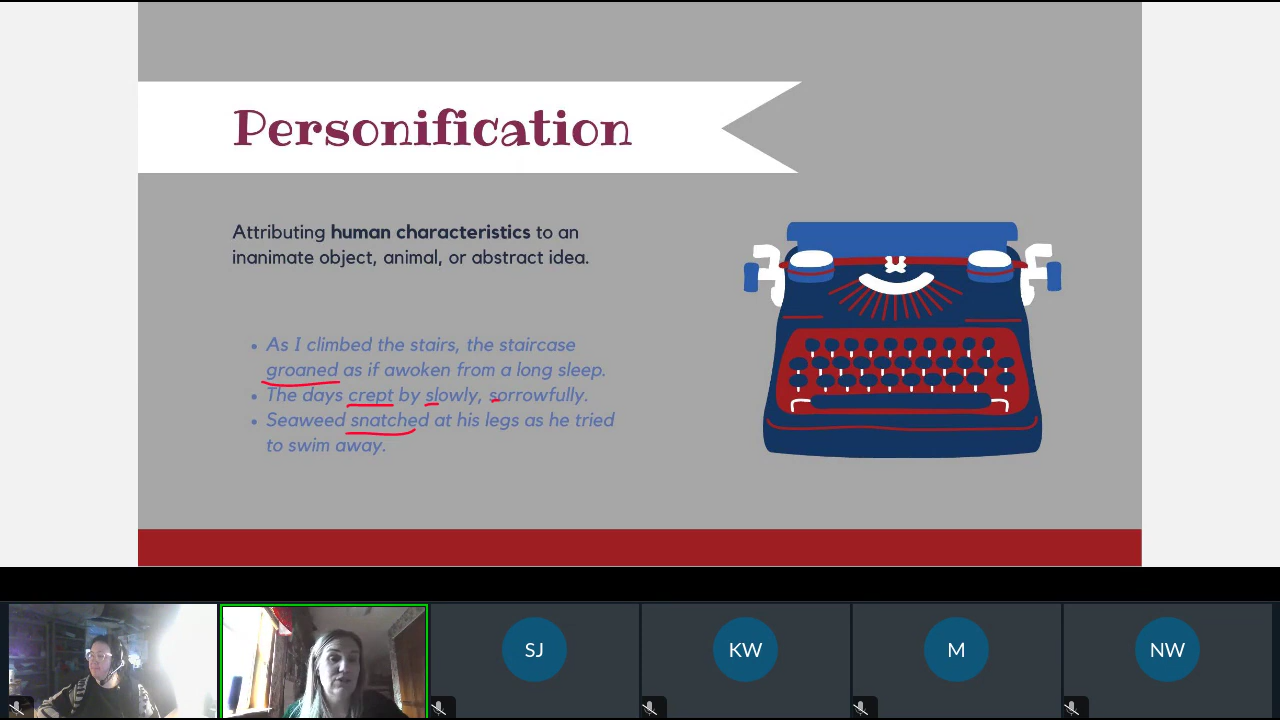 Personification
Attributing human characteristics to an
inanimate object, animal, or abstract idea.
• As I climbed the stairs, the staircase
groaned as if awoken from a long sleep.
• The days crept by slowly, sorrowfully.
• Seaweed snatched at his legs as he tried
to swim away.
SJ
KW
M
NW